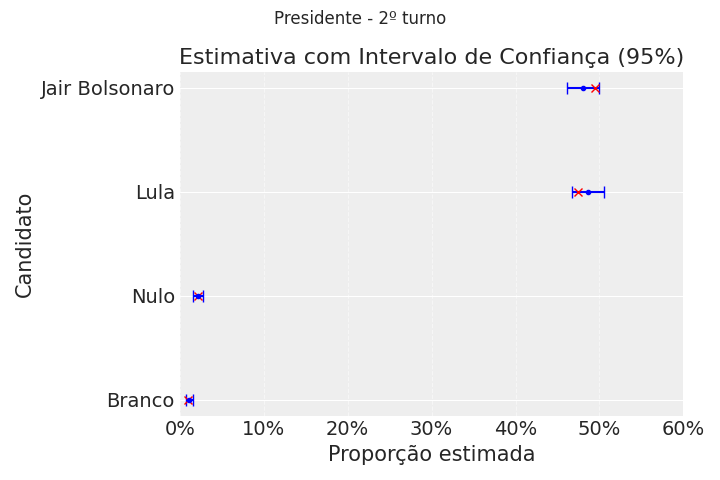 Presidente - 2º turno
Estimativa com Intervalo de Confiança (95%)
Jair Bolsonaro
Lula
Nulo
Branco
Candidato
0% 10% 20% 30% 40% 50% 60%
Proporção estimada